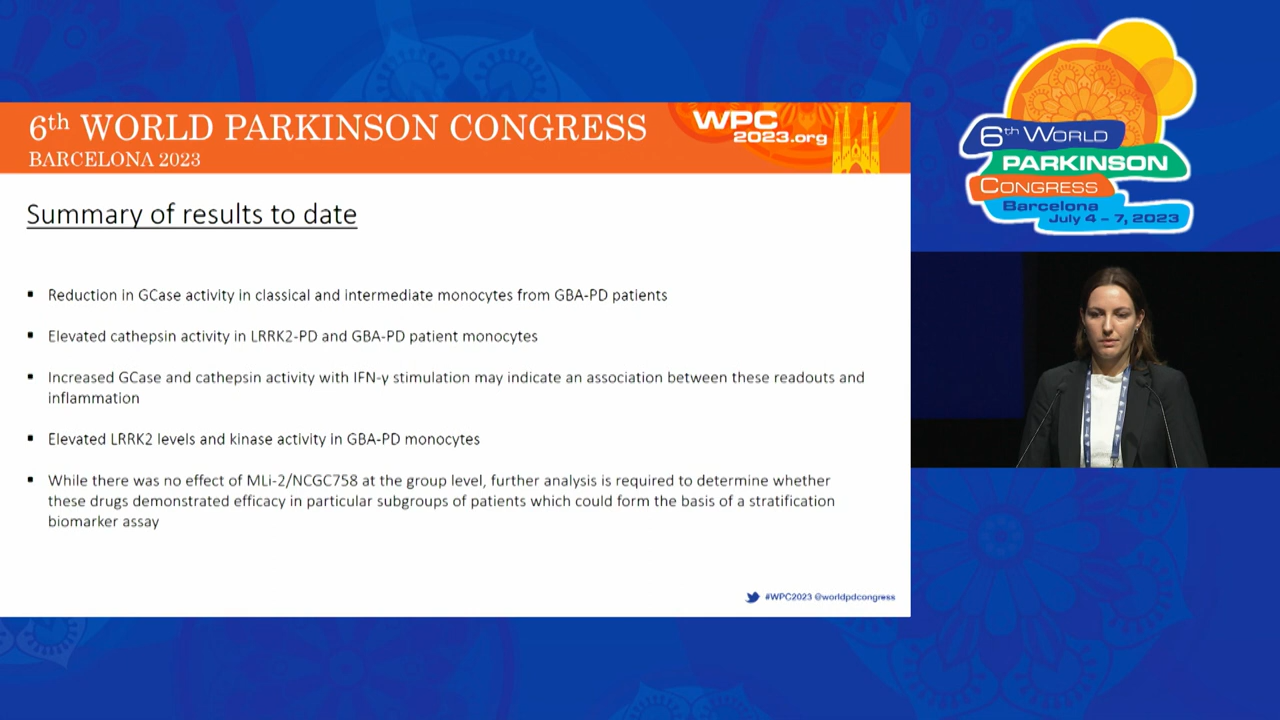 6th WORLD PARKINSON CONGRESS
BARCELONA 2023
WPC
2023.org
Summary of results to date
▪ Reduction in GCase activity in classical and intermediate monocytes from GBA-PD patients
▪ Elevated cathepsin activity in LRRK2-PD and GBA-PD patient monocytes
▪ Increased GCase and cathepsin activity with IFN-γ stimulation may indicate an association between these readouts and
inflammation
▪ Elevated LRRK2 levels and kinase activity in GBA-PD monocytes
▪ While there was no effect of MLi-2/NCGC758 at the group level, further analysis is required to determine whether
these drugs demonstrated efficacy in particular subgroups of patients which could form the basis of a stratification
biomarker assay
#WPC2023 @worldpdcongress
6th WORLD
PARKINSON
CONGRESS
Barcelona
July 4 – 7, 2023